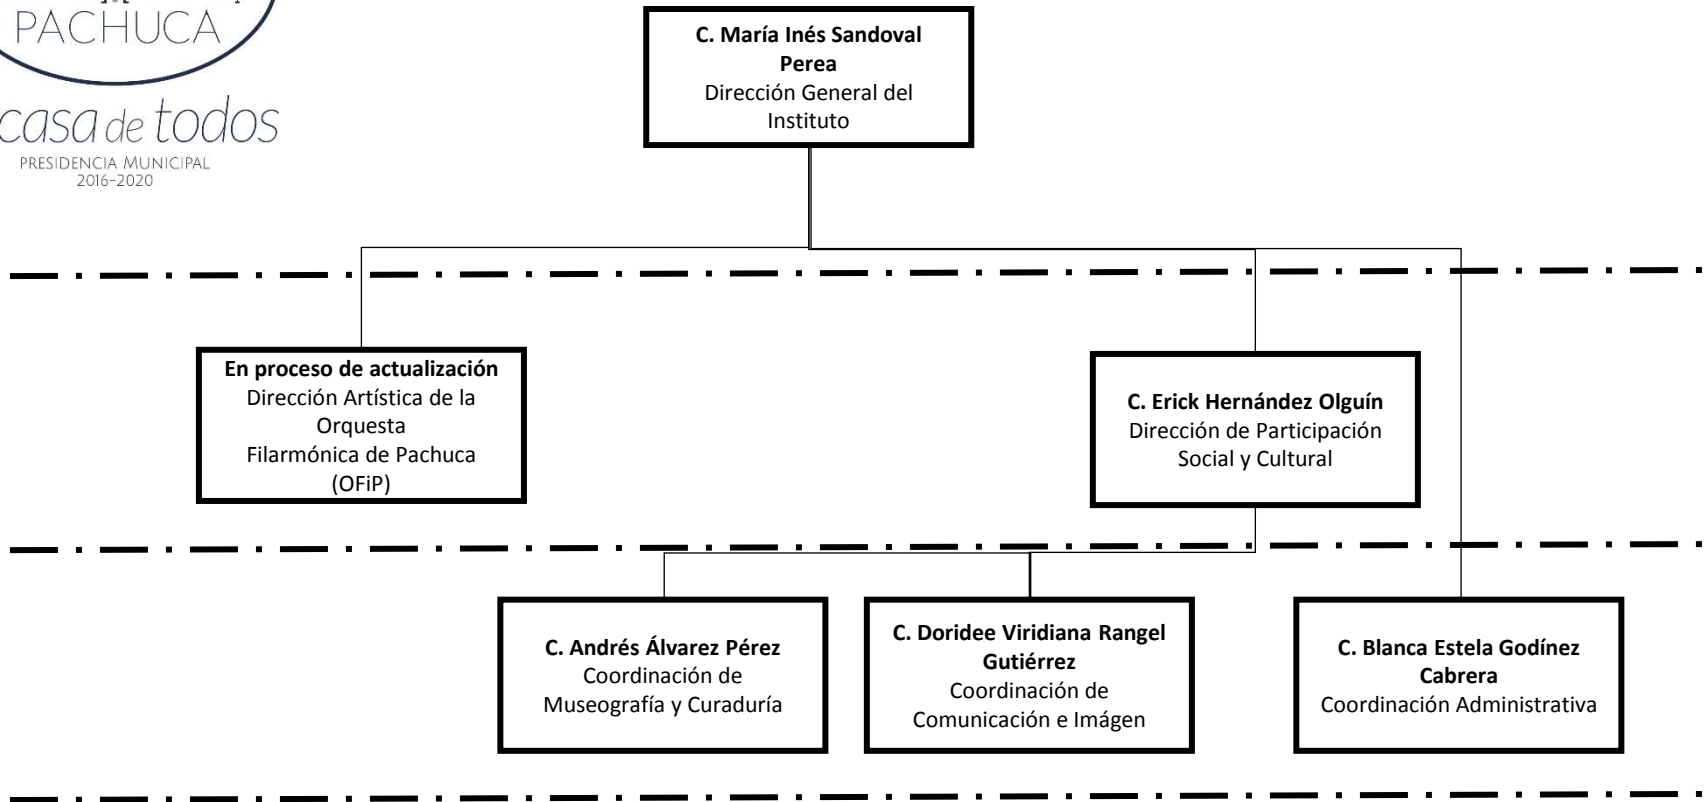 PACHUCA
casa de todos
PRESIDENCIA MUNICIPAL
2016-2020
C. María Inés Sandoval
Perea
Dirección General del
Instituto
En proceso de actualización
Dirección Artística de la
Orquesta
Filarmónica de Pachuca
(OFiP)
C. Erick Hernández Olguín
Dirección de Participación
Social y Cultural
C. Andrés Álvarez Pérez
Coordinación de
Museografía y Curaduría
C. Doridee Viridiana Rangel
Gutiérrez
Coordinación de
Comunicación e Imágen
C. Blanca Estela Godínez
Cabrera
Coordinación Administrativa